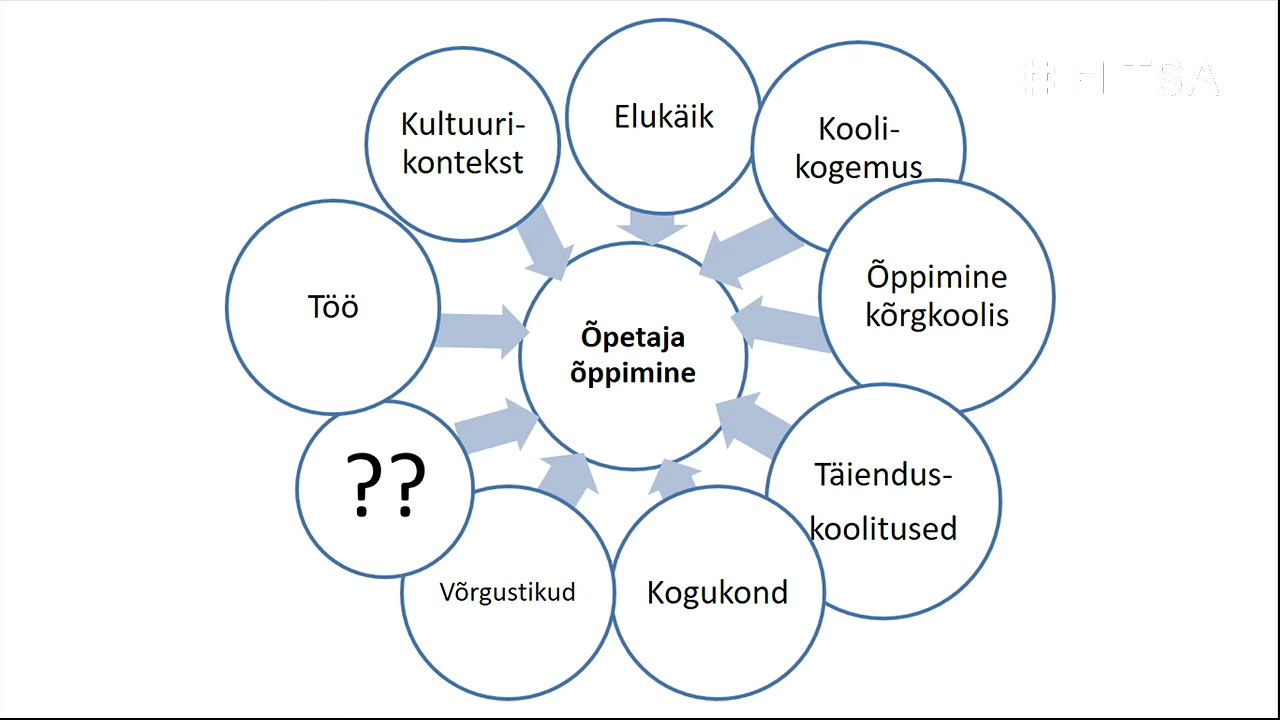 Elukäik
Kooli-
kogemus
Õppimine
kõrgkoolis
Täiendus-
koolitused
Kogukond
Võrgustikud
??
Töö
Kultuuri-
kontekst
Õpetaja
õppimine